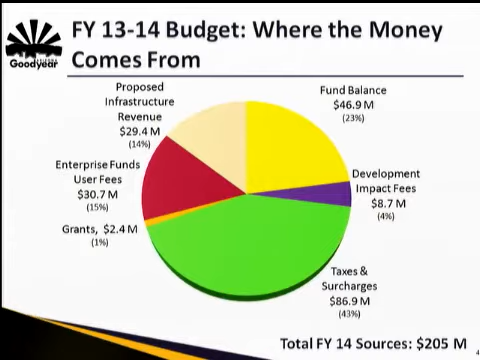 FY 13-14 Budget: Where the Money
Comes From
Goodyear
Proposed
Infrastructure
Revenue
$29.4 M
(14%)
Fund Balance
$46.9 M
(23%)
Enterprise Funds
User Fees
$30.7 M
(15%)
Development
Impact Fees
$8.7 M
(4%)
Grants, $2.4 M
(1%)
Taxes &
Surcharges
$86.9 M
(43%)
Total FY 14 Sources: $205 M
4